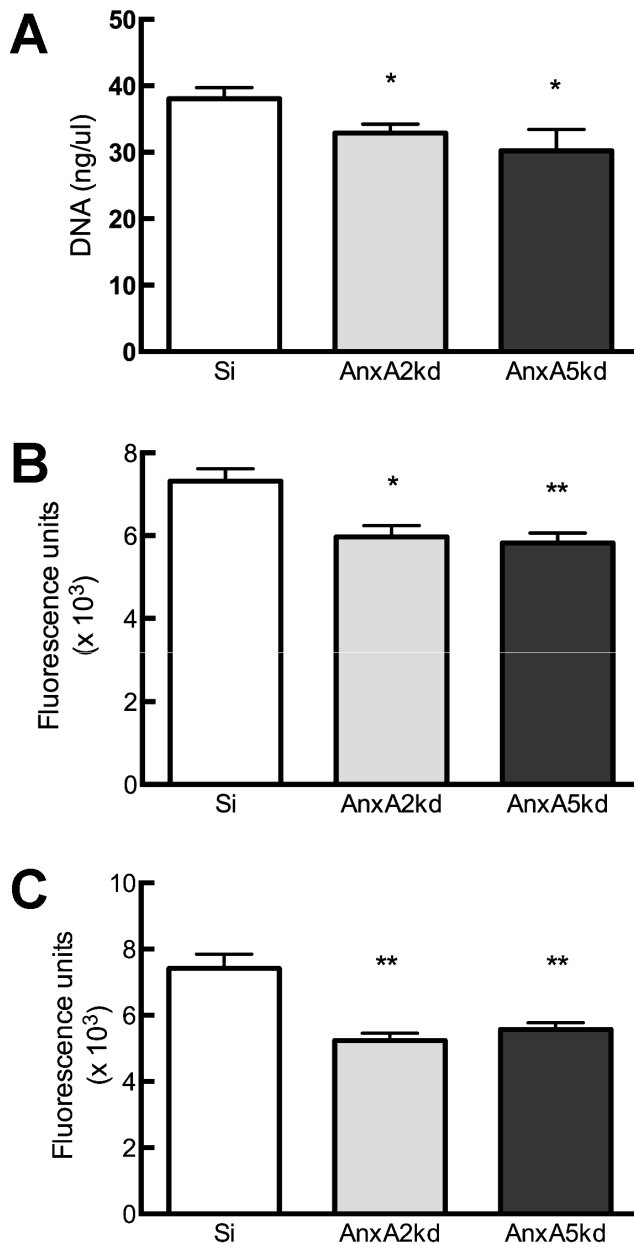 A
50
40
30
20
10
0
DNA (ng/ul)
*
*
Si AnxA2kd AnxA5kd
B
8
6
4
2
0
Fluorescence units
(x 10³)
*
**
Si AnxA2kd AnxA5kd
C
10
8
6
4
2
0
Fluorescence units
(x 10³)
**
**
Si AnxA2kd AnxA5kd